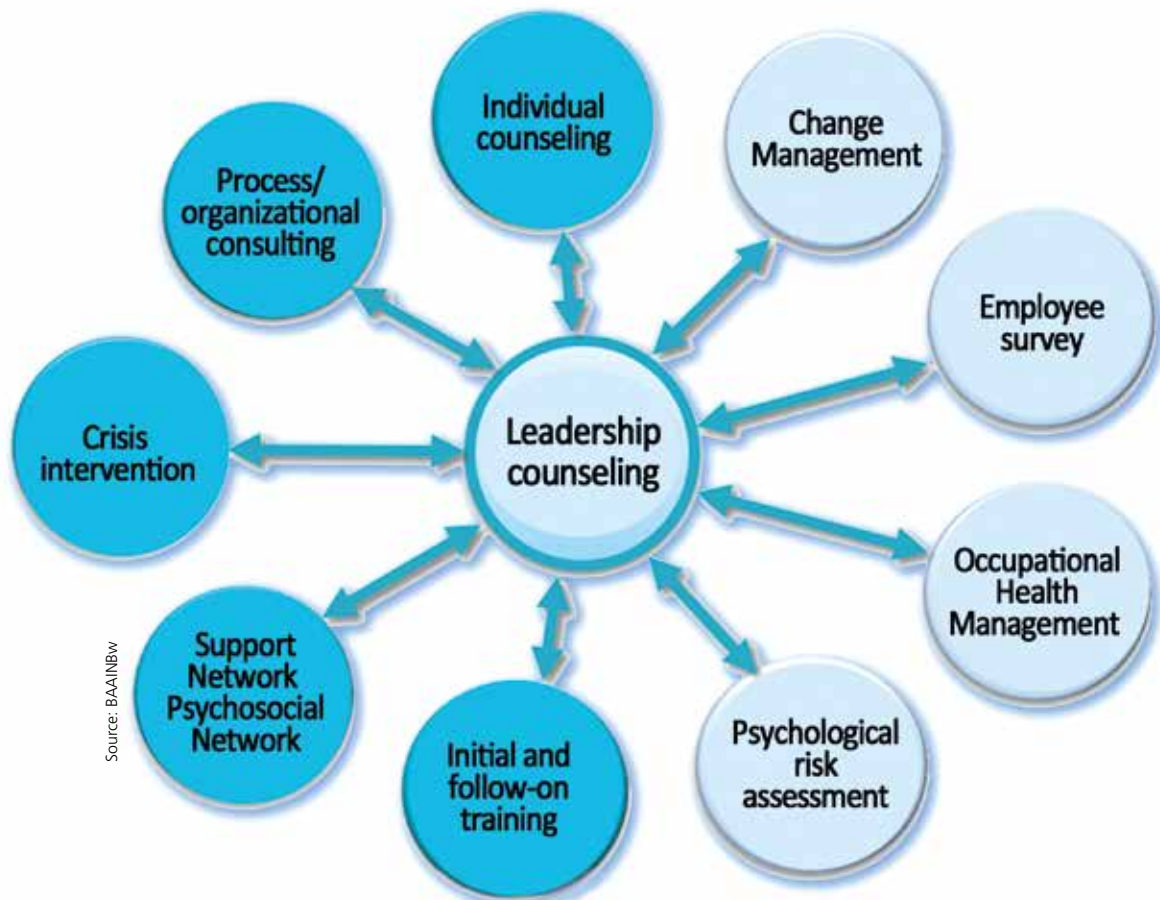 Individual
counseling
Change
Management
Process/
organizational
consulting
Employee
survey
Crisis
intervention
Leadership
counseling
Occupational
Health
Management
Support
Network
Psychosocial
Network
Initial and
follow-on
training
Psychological
risk
assessment
Source: BAAINBw